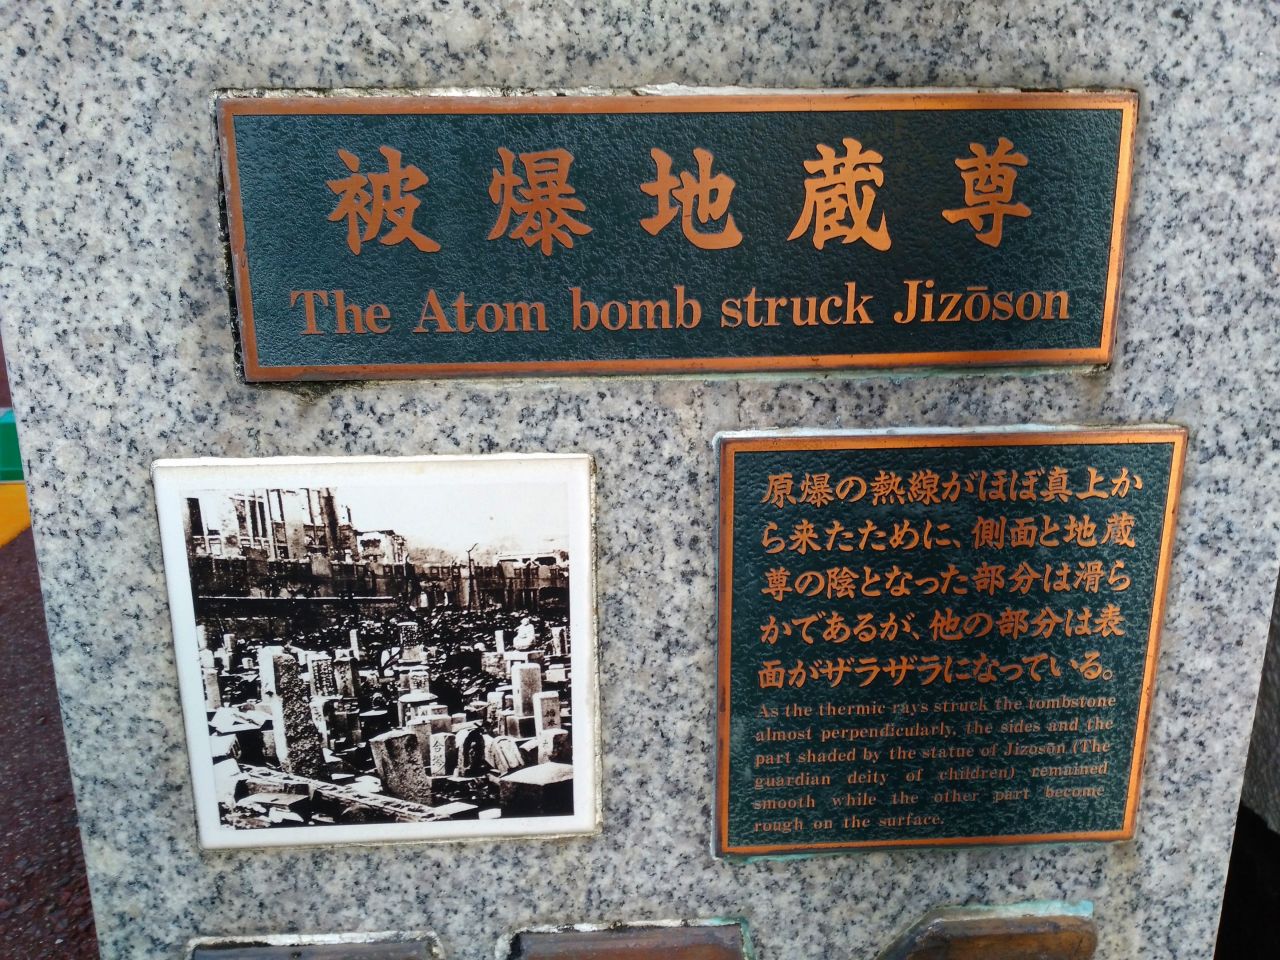 被爆地蔵尊
The Atom bomb struck Jizōson
原爆の熱線がほぼ真上か
ら来たために、側面と地蔵
尊の陰となった部分は滑ら
かであるが、他の部分は表
面がザラザラになっている。
As the thermic rays struck the tombstone
almost perpendicularly, the sides and the
part shaded by the statue of Jizoson (The
guardian deity of children) remained
smooth while the other part become
rough on the surface.